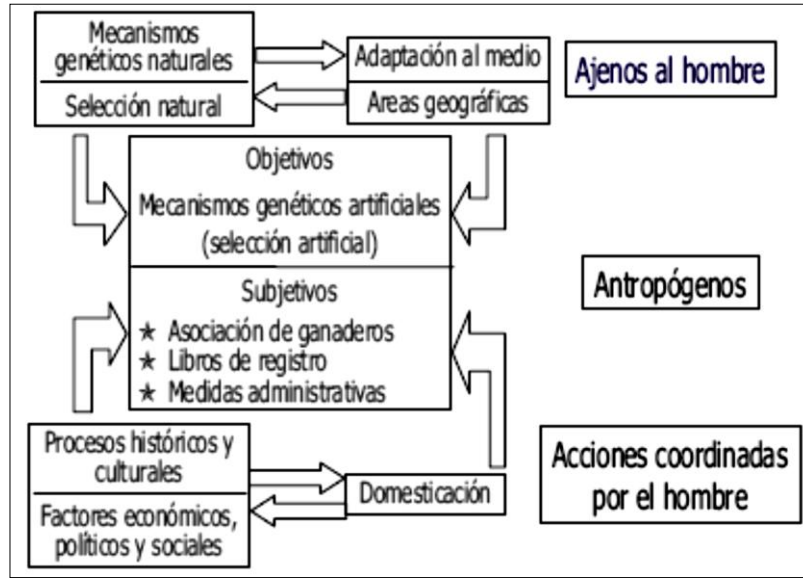 Mecanismos
genéticos naturales
Selección natural
Adaptación al medio
Areas geográficas
Ajenos al hombre
Objetivos
Mecanismos genéticos artificiales
(selección artificial)
Subjetivos
★ Asociación de ganaderos
★ Libros de registro
★ Medidas administrativas
Antropógenos
Procesos históricos y
culturales
Factores económicos,
políticos y sociales
Domesticación
Acciones coordinadas
por el hombre